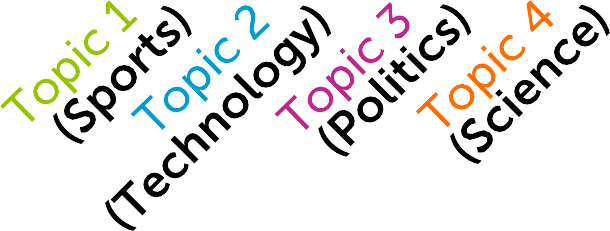 Topic 1
(Sports)
Topic 2
(Technology)
Topic 3
(Politics)
Topic 4
(Science)